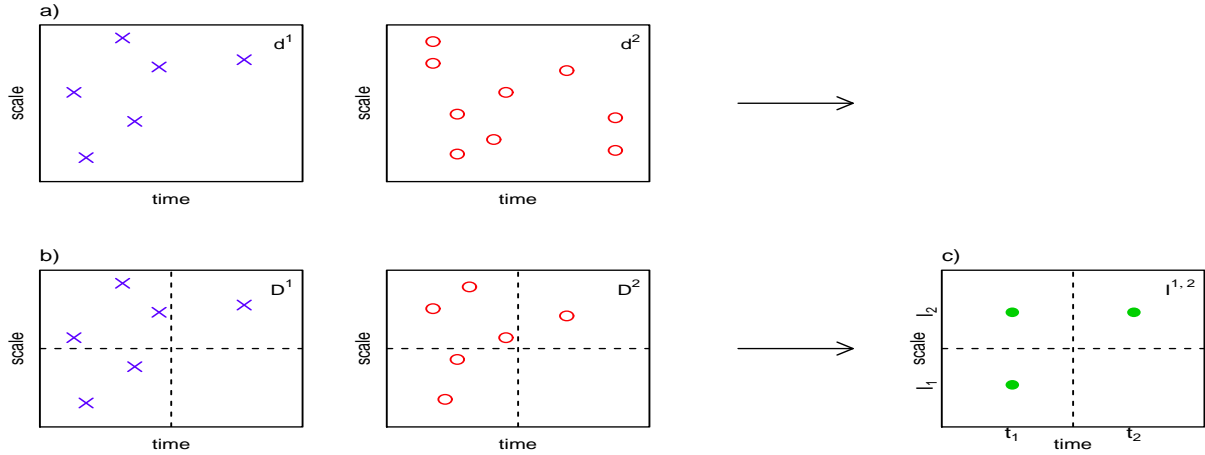 a)
d¹
d²
scale
scale
time
time
b)
c)
D¹
D²
I¹,²
scale
scale
scale
l₂
l₁
t₁
t₂
time
time
time